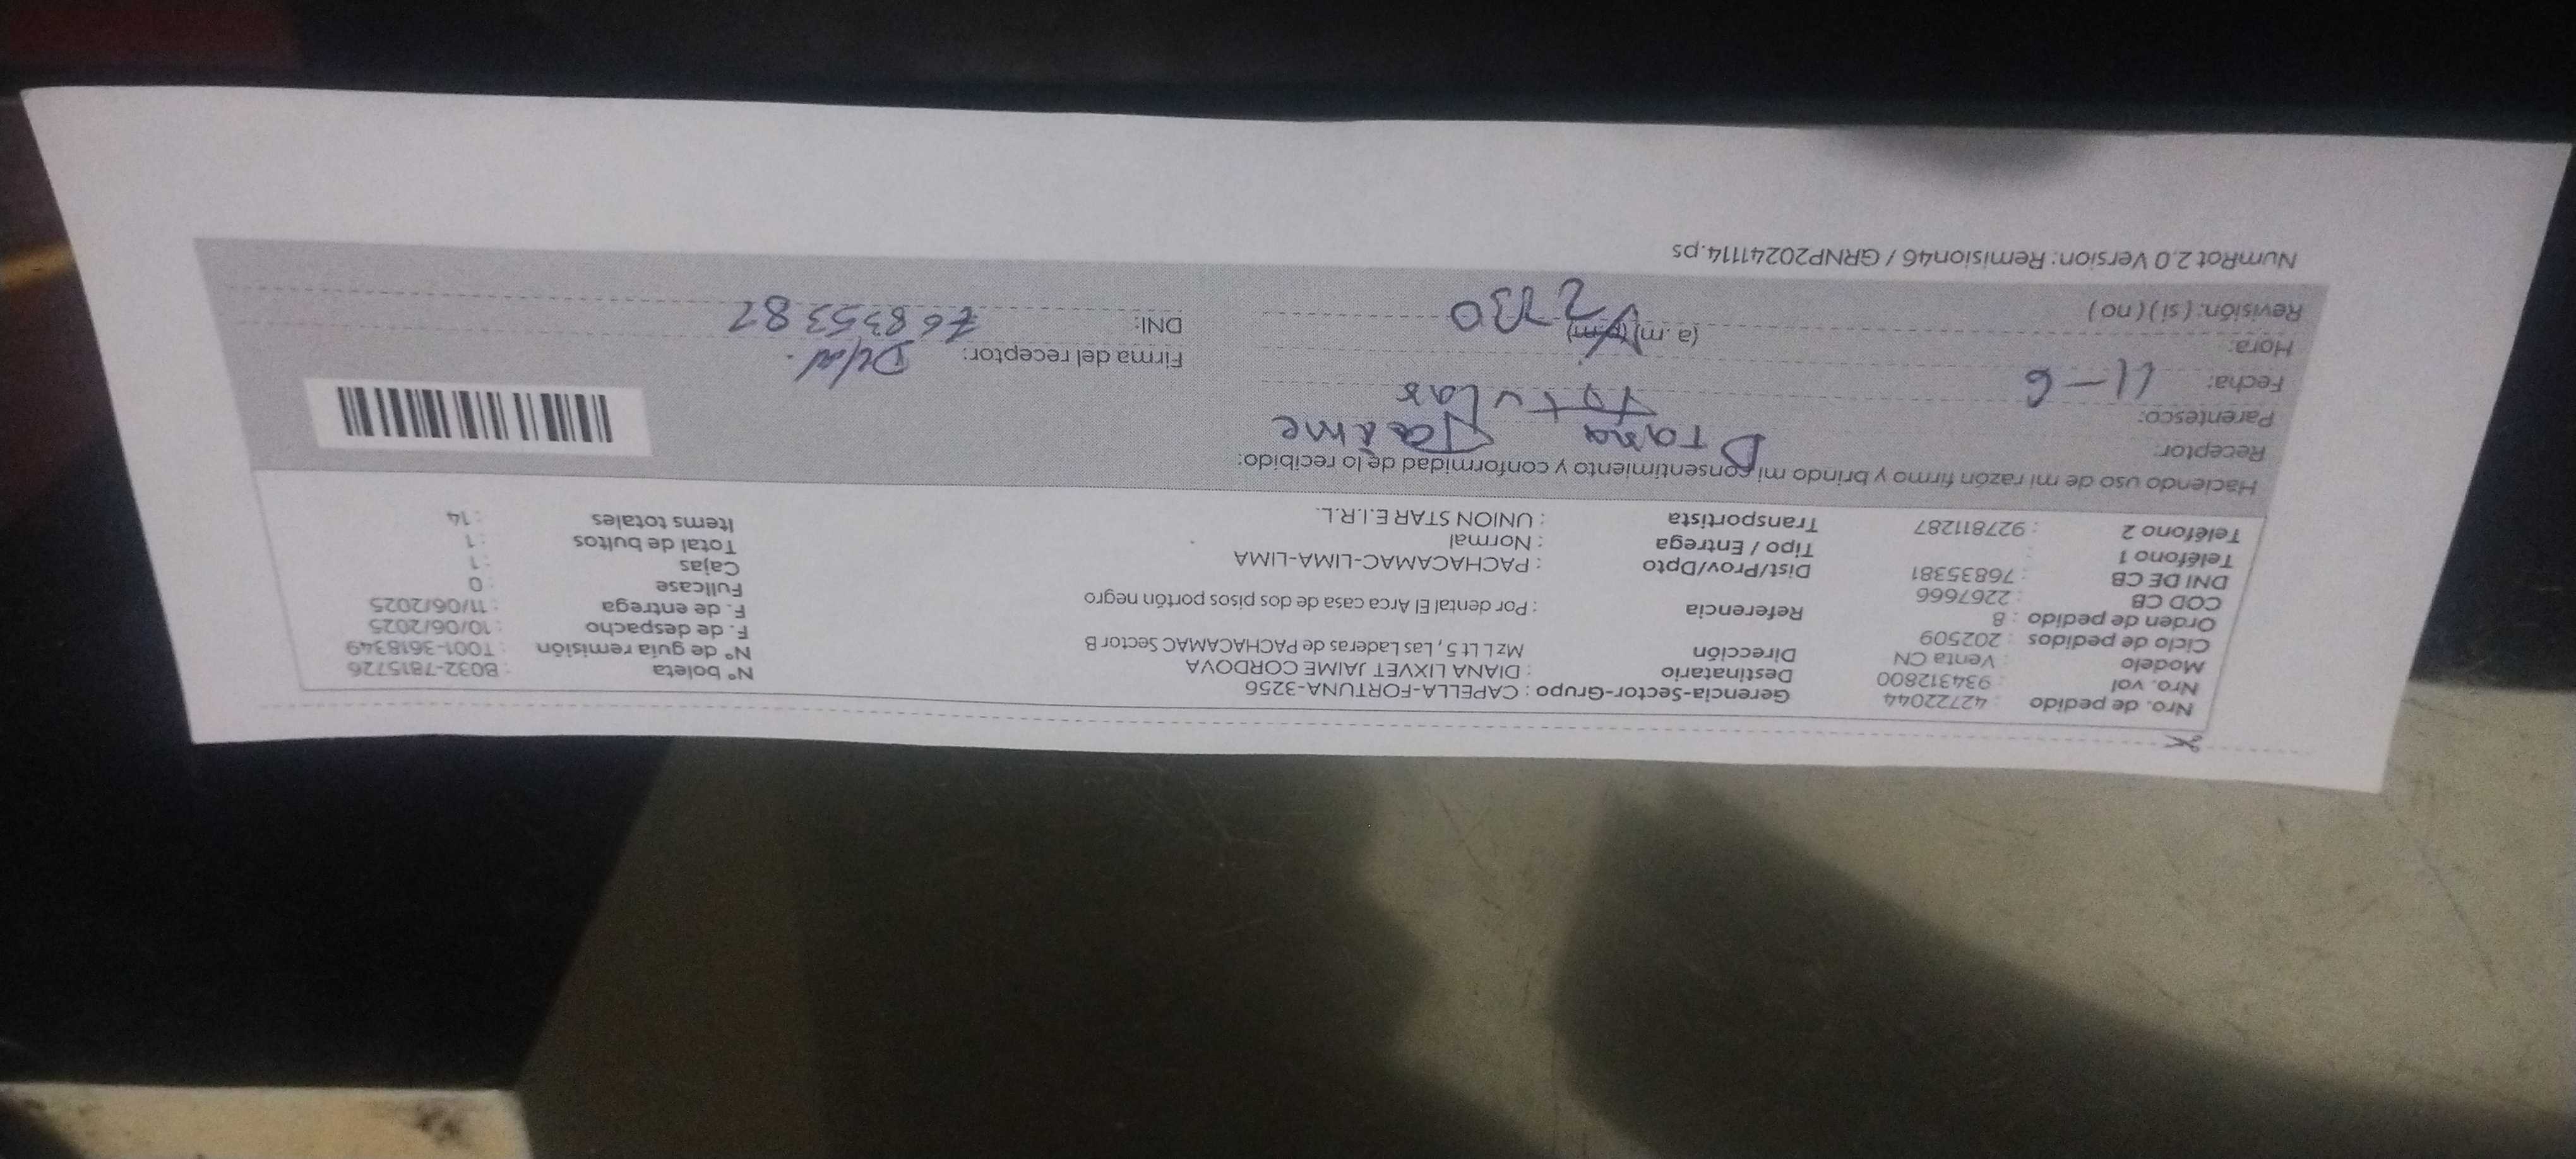 Nro. de pedido : 42722044 Gerencia-Sector-Grupo : CAPELLA-FORTUNA-3256
Nro. vol : 934312800 Destinatario : DIANA LIXVET JAIME CORDOVA Nº boleta : B032-7815726
Modelo : Venta CN Dirección Mz L Lt 5 , Las Laderas de PACHACAMAC Sector B Nº de guía remisión : T001-3618349
Ciclo de pedidos : 202509 F. de despacho : 10/06/2025
Orden de pedido : 8 Referencia : Por dental El Arca casa de dos pisos portón negro F. de entrega : 11/06/2025
COD CB : 2267666 Fullcase : 0
DNI DE CB : 76835381 Dist/Prov/Dpto : PACHACAMAC-LIMA-LIMA Cajas : 1
Teléfono 1 : Tipo / Entrega : Normal Total de bultos : 1
Teléfono 2 : 927811287 Transportista : UNION STAR E.I.R.L. Items totales : 14
Haciendo uso de mi razón firmo y brindo mi consentimiento y conformidad de lo recibido:
Receptor: Diana Jaime
Parentesco: Titular
Fecha: 11-6 Firma del receptor:
Hora: (a .m) (p.m)
Revisión: ( si ) ( no ) DNI:
NumRot 2.0 Version: Remision46 / GRNP20241114.ps